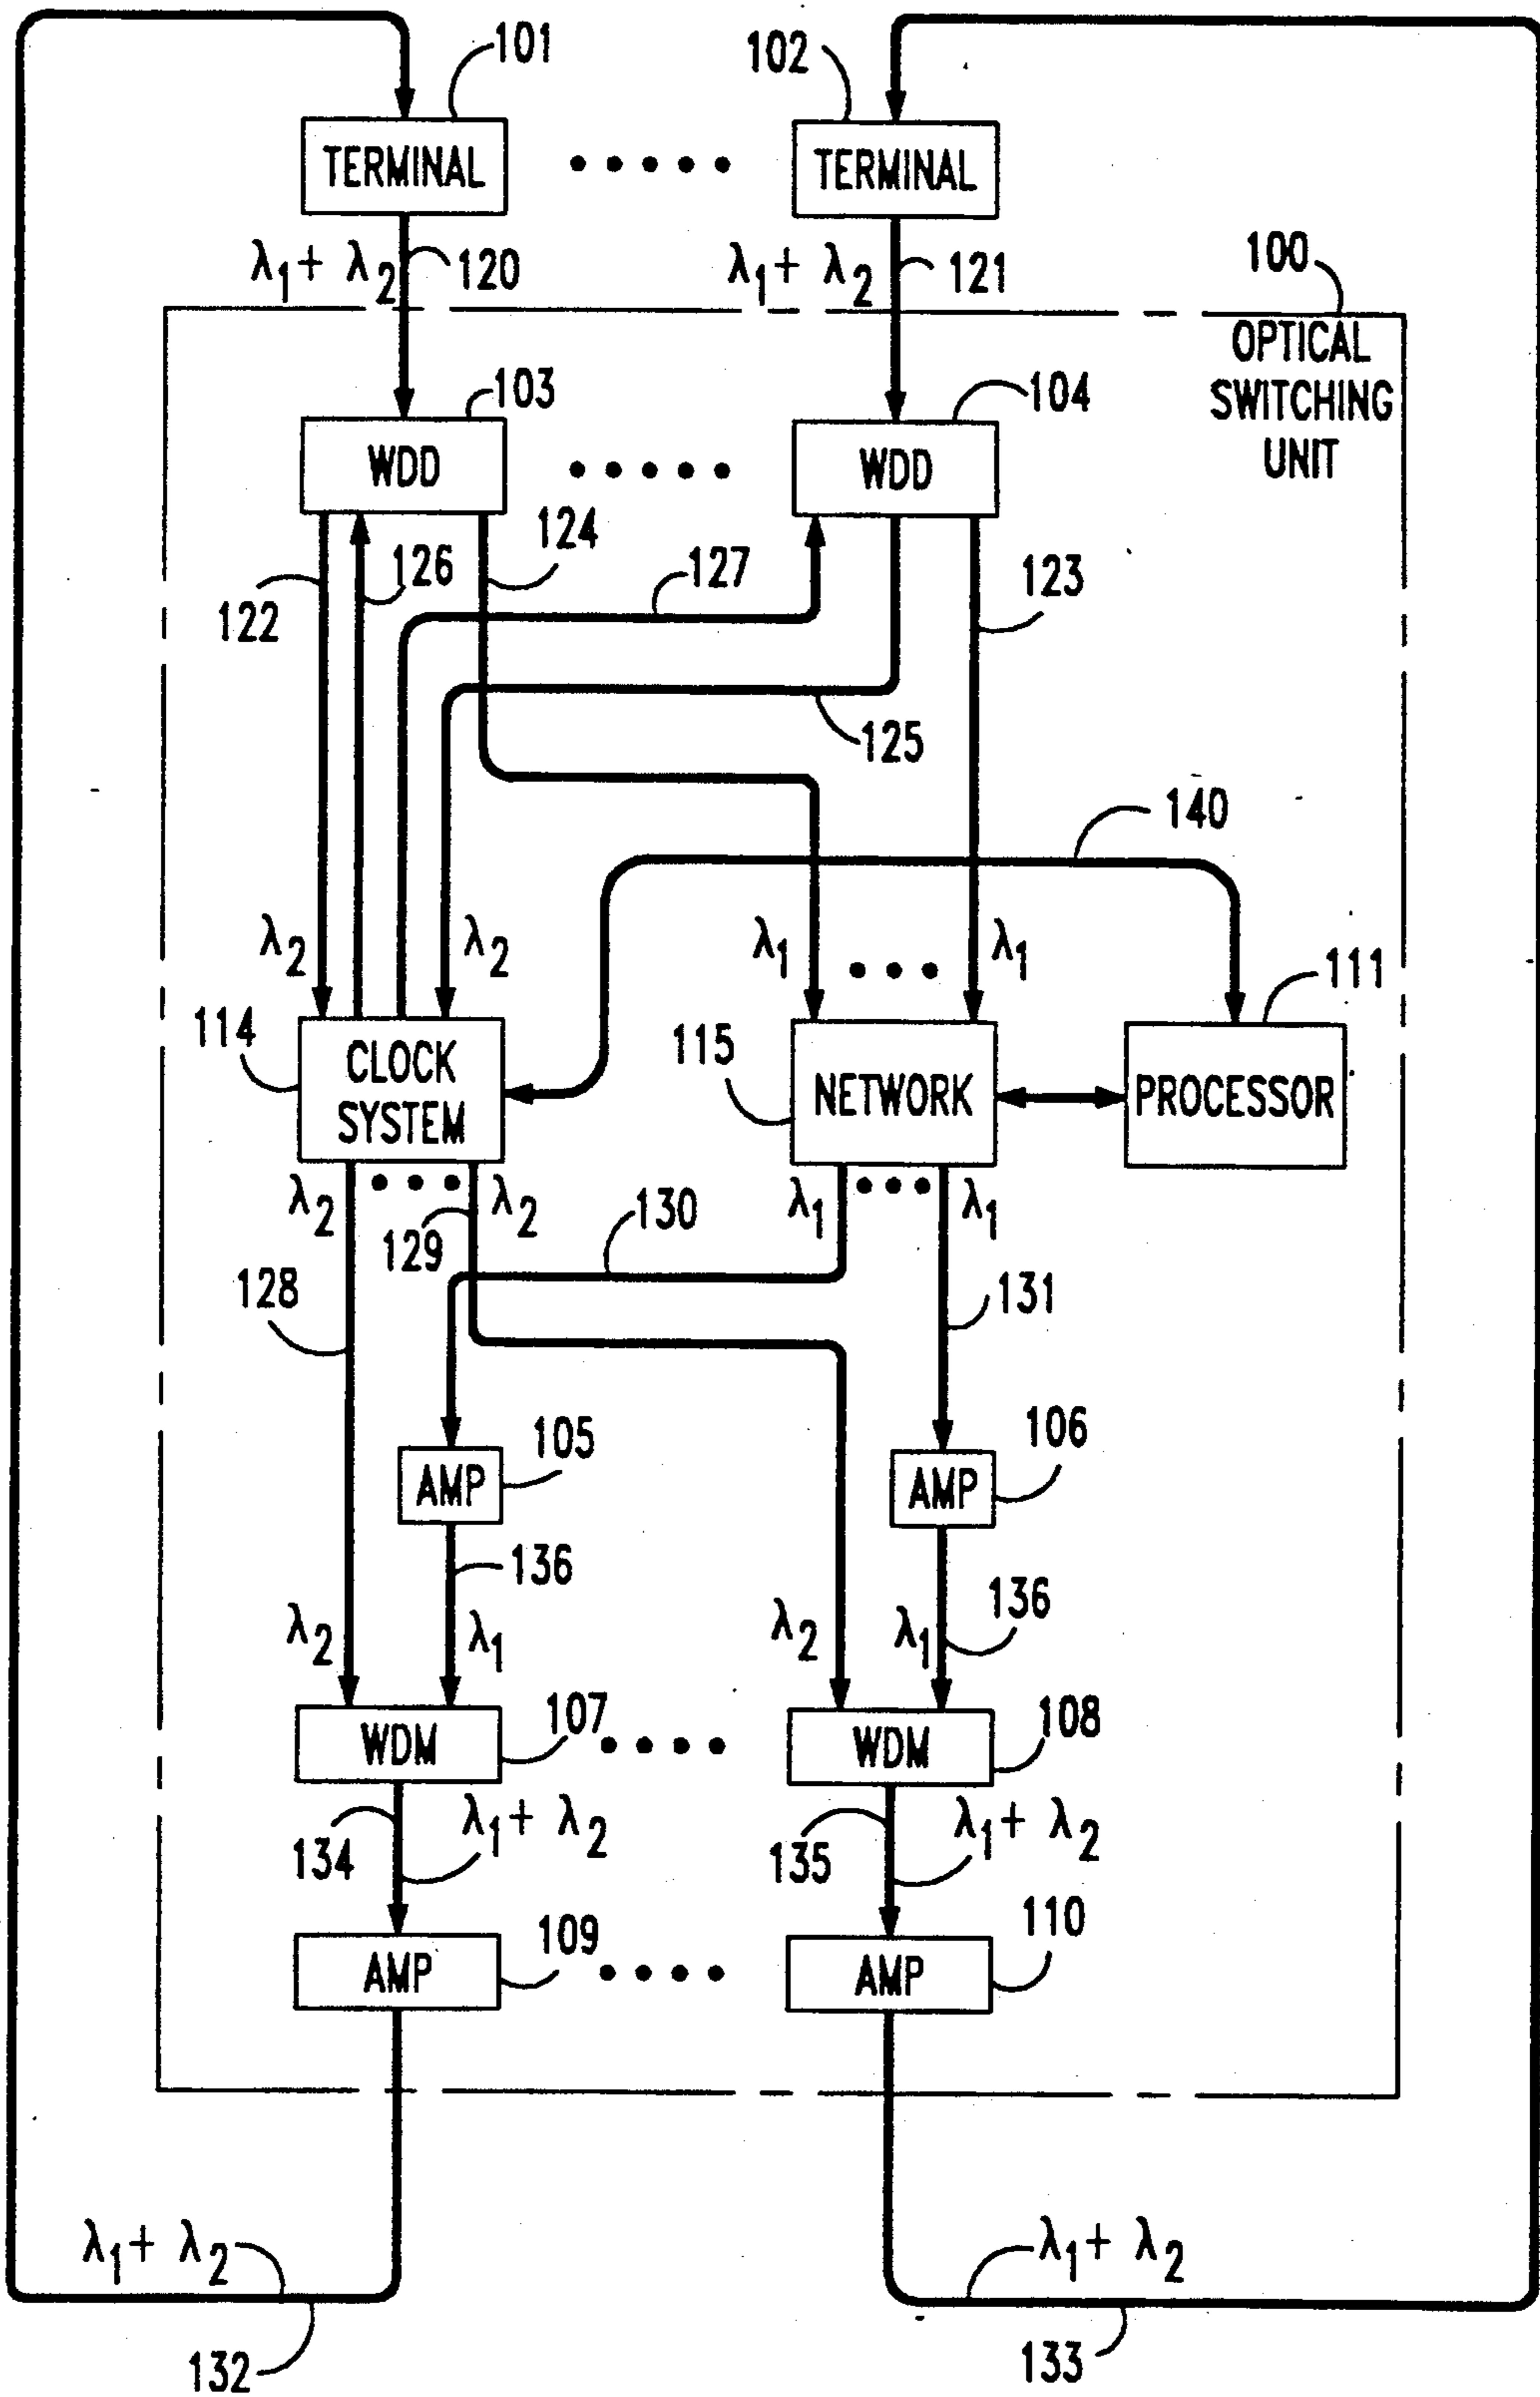 101
102
TERMINAL
TERMINAL
λ1 + λ2
120
λ1 + λ2
121
100
OPTICAL
SWITCHING
UNIT
103
104
WDD
WDD
122
126
124
127
123
125
140
λ2
λ2
λ1
λ1
111
114
CLOCK
SYSTEM
115
NETWORK
PROCESSOR
λ2
λ2
λ1
λ1
129
130
128
131
105
106
AMP
AMP
136
136
λ2
λ1
λ2
λ1
107
108
WDM
WDM
134
λ1 + λ2
135
λ1 + λ2
109
110
AMP
AMP
λ1 + λ2
λ1 + λ2
132
133